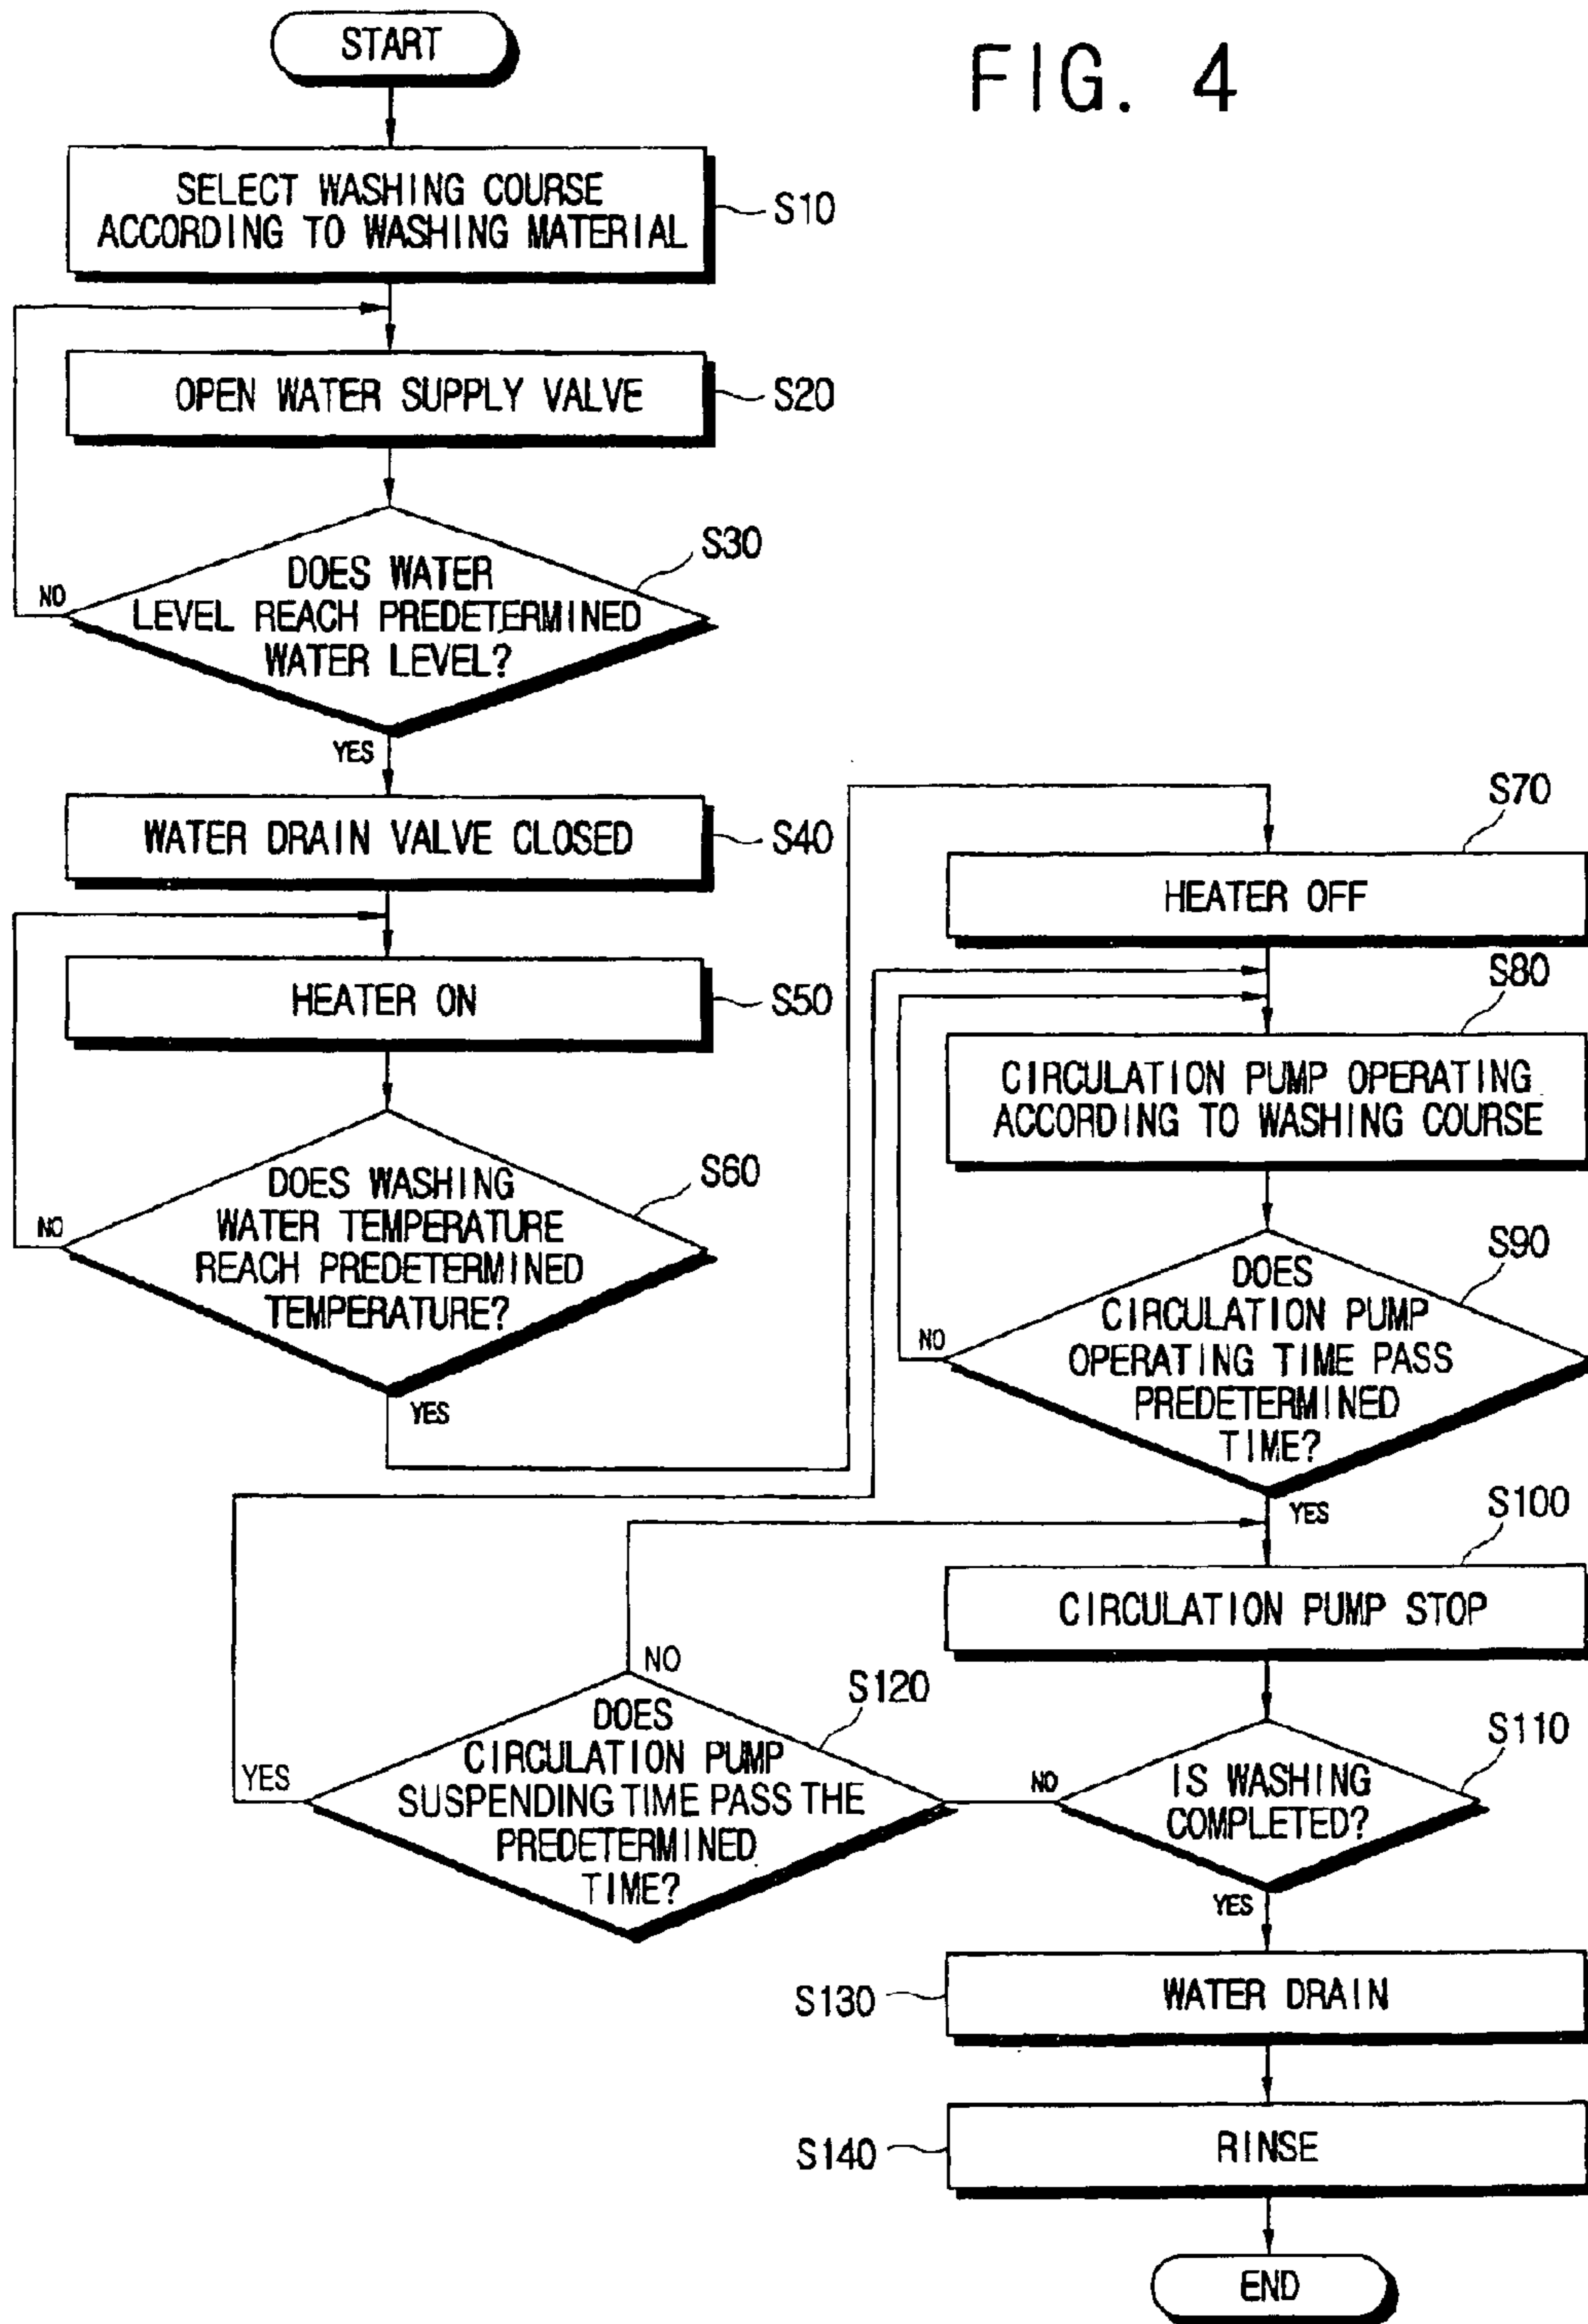 FIG. 4
START
SELECT WASHING COURSE
ACCORDING TO WASHING MATERIAL
S10
OPEN WATER SUPPLY VALVE
S20
DOES WATER
LEVEL REACH PREDETERMINED
WATER LEVEL?
S30
NO
YES
WATER DRAIN VALVE CLOSED
S40
HEATER ON
S50
DOES WASHING
WATER TEMPERATURE
REACH PREDETERMINED
TEMPERATURE?
S60
NO
YES
S70
HEATER OFF
S80
CIRCULATION PUMP OPERATING
ACCORDING TO WASHING COURSE
S90
DOES
CIRCULATION PUMP
OPERATING TIME PASS
PREDETERMINED
TIME?
NO
YES
S100
CIRCULATION PUMP STOP
S110
IS WASHING
COMPLETED?
NO
YES
S120
DOES
CIRCULATION PUMP
SUSPENDING TIME PASS THE
PREDETERMINED
TIME?
NO
YES
S130
WATER DRAIN
S140
RINSE
END